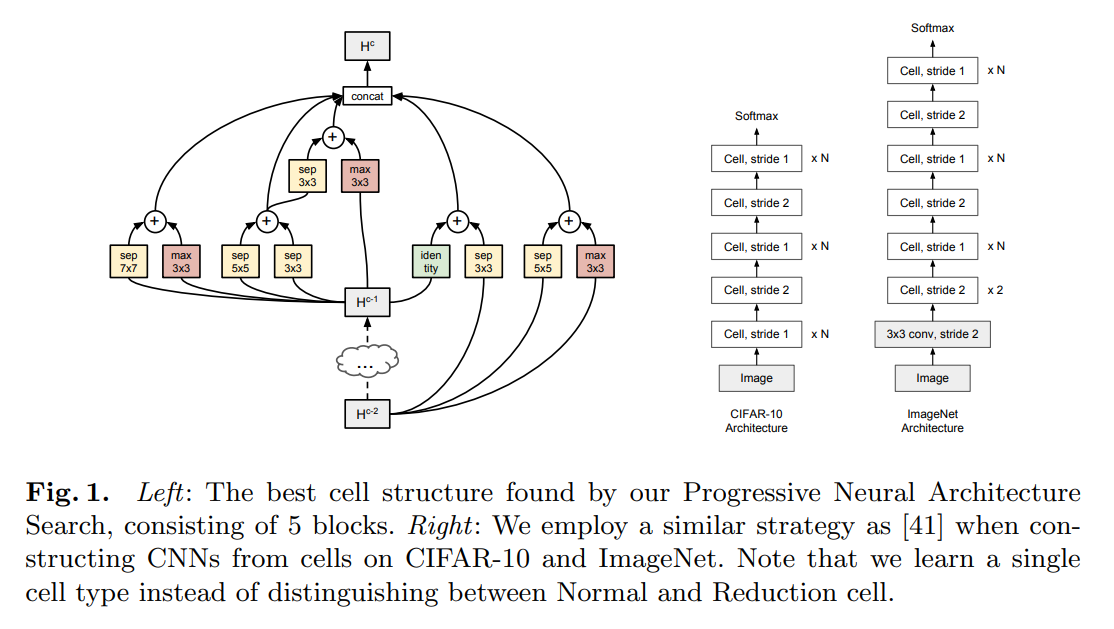 H^c
concat
+
sep
3x3
max
3x3
+
+
+
+
sep
7x7
max
3x3
sep
5x5
sep
3x3
iden
tity
sep
3x3
sep
5x5
max
3x3
H^c-1
...
H^c-2
Softmax
Cell, stride 1 x N
Cell, stride 2
Cell, stride 1 x N
Cell, stride 2
Cell, stride 1 x N
Image
CIFAR-10
Architecture
Softmax
Cell, stride 1 x N
Cell, stride 2
Cell, stride 1 x N
Cell, stride 2
Cell, stride 1 x N
Cell, stride 2 x 2
3x3 conv, stride 2
Image
ImageNet
Architecture
Fig. 1. Left: The best cell structure found by our Progressive Neural Architecture
Search, consisting of 5 blocks. Right: We employ a similar strategy as [41] when con-
structing CNNs from cells on CIFAR-10 and ImageNet. Note that we learn a single
cell type instead of distinguishing between Normal and Reduction cell.